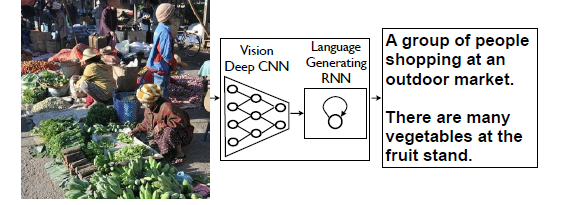 Vision
Deep CNN
Language
Generating
RNN
A group of people
shopping at an
outdoor market.
There are many
vegetables at the
fruit stand.